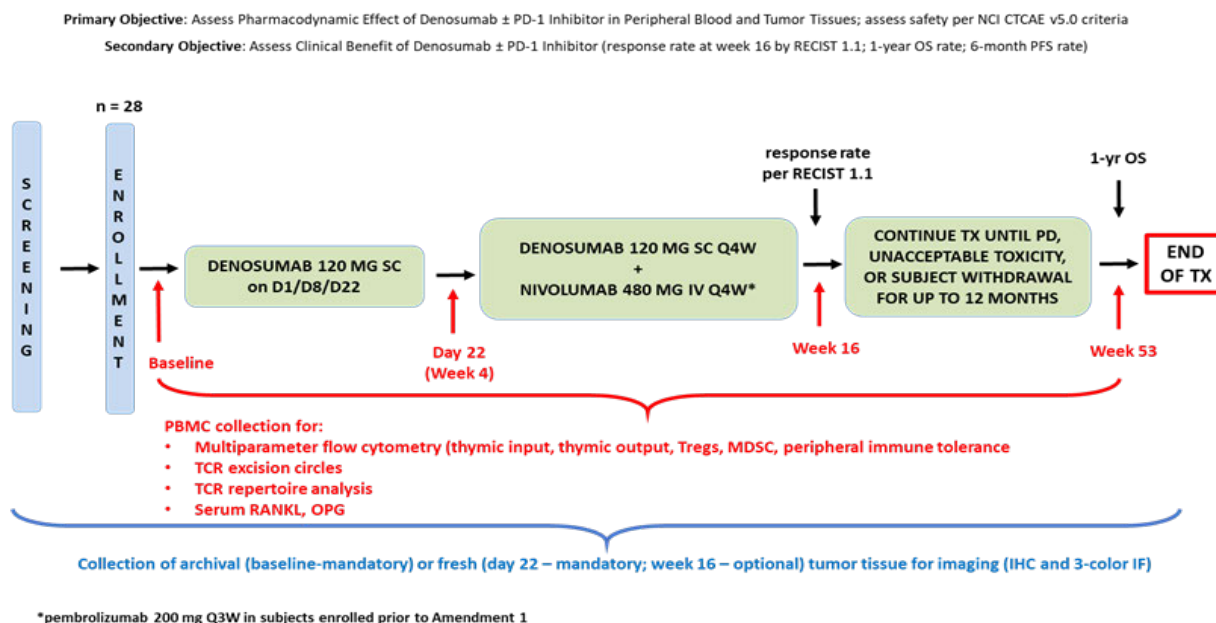 Primary Objective: Assess Pharmacodynamic Effect of Denosumab ± PD-1 Inhibitor in Peripheral Blood and Tumor Tissues; assess safety per NCI CTCAE v5.0 criteria
Secondary Objective: Assess Clinical Benefit of Denosumab ± PD-1 Inhibitor (response rate at week 16 by RECIST 1.1; 1-year OS rate; 6-month PFS rate)
n = 28
SCREENING
ENROLLMENT
DENOSUMAB 120 MG SC
on D1/D8/D22
DENOSUMAB 120 MG SC Q4W
+
NIVOLUMAB 480 MG IV Q4W*
response rate
per RECIST 1.1
CONTINUE TX UNTIL PD,
UNACCEPTABLE TOXICITY,
OR SUBJECT WITHDRAWAL
FOR UP TO 12 MONTHS
1-yr OS
END
OF TX
Baseline
Day 22
(Week 4)
Week 16
Week 53
PBMC collection for:
• Multiparameter flow cytometry (thymic input, thymic output, Tregs, MDSC, peripheral immune tolerance
• TCR excision circles
• TCR repertoire analysis
• Serum RANKL, OPG
Collection of archival (baseline-mandatory) or fresh (day 22 – mandatory; week 16 – optional) tumor tissue for imaging (IHC and 3-color IF)
*pembrolizumab 200 mg Q3W in subjects enrolled prior to Amendment 1